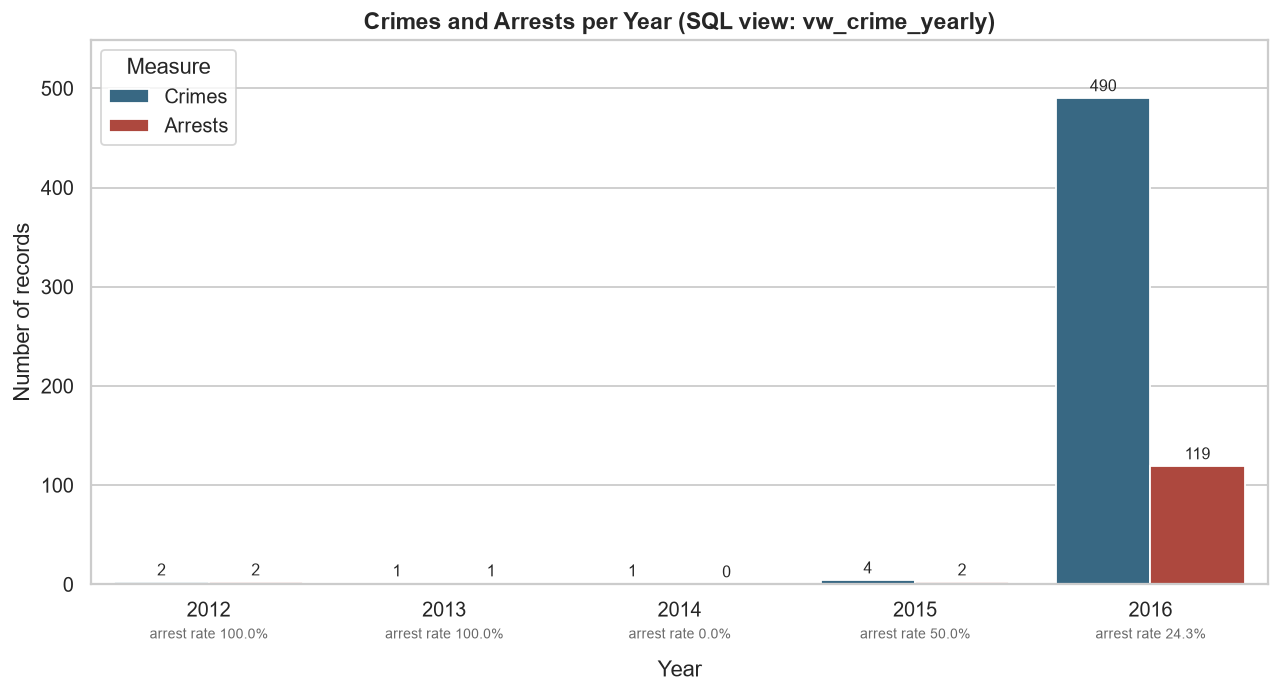 Crimes and Arrests per Year (SQL view: vw_crime_yearly)
Measure
Crimes
Arrests
Number of records
500
400
300
200
100
0
2
2
1
1
1
0
4
2
490
119
2012
2013
2014
2015
2016
arrest rate 100.0%
arrest rate 100.0%
arrest rate 0.0%
arrest rate 50.0%
arrest rate 24.3%
Year